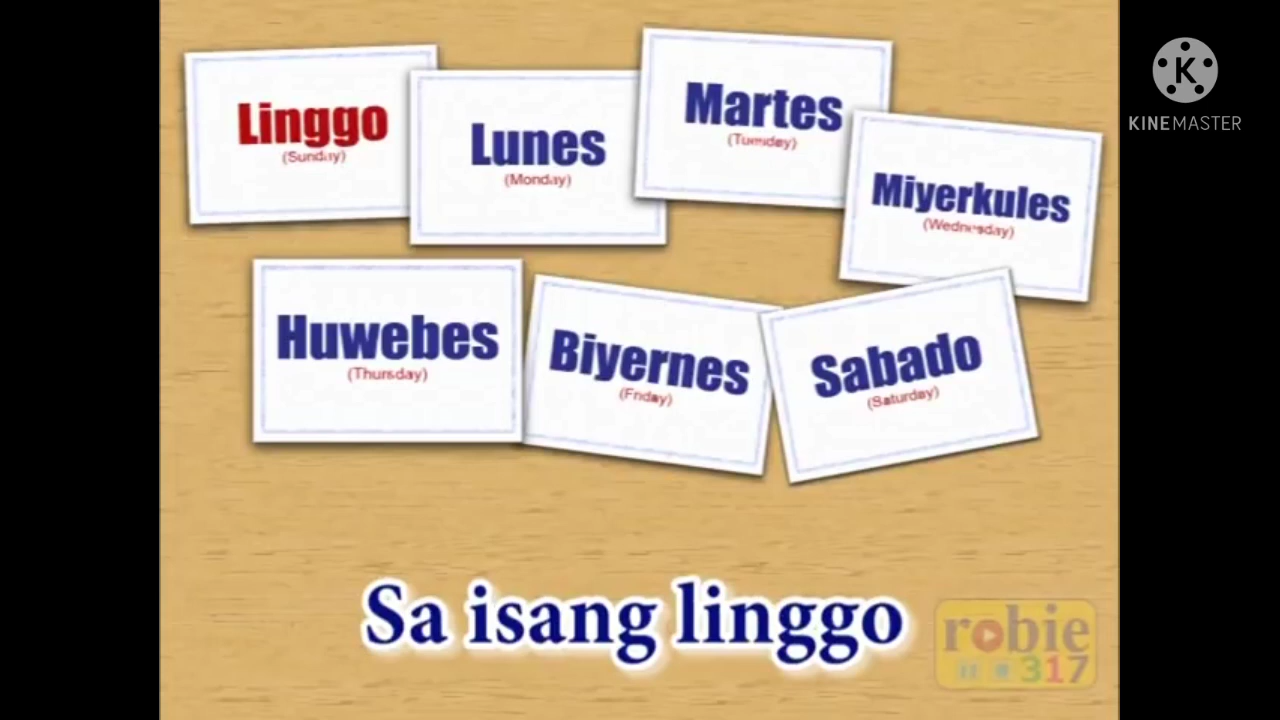 Linggo
(Sunday)
Lunes
(Monday)
Martes
(Tuesday)
Miyerkules
(Wednesday)
Huwebes
(Thursday)
Biyernes
(Friday)
Sabado
(Saturday)
Sa isang linggo
K
KINEMASTER
robie
317